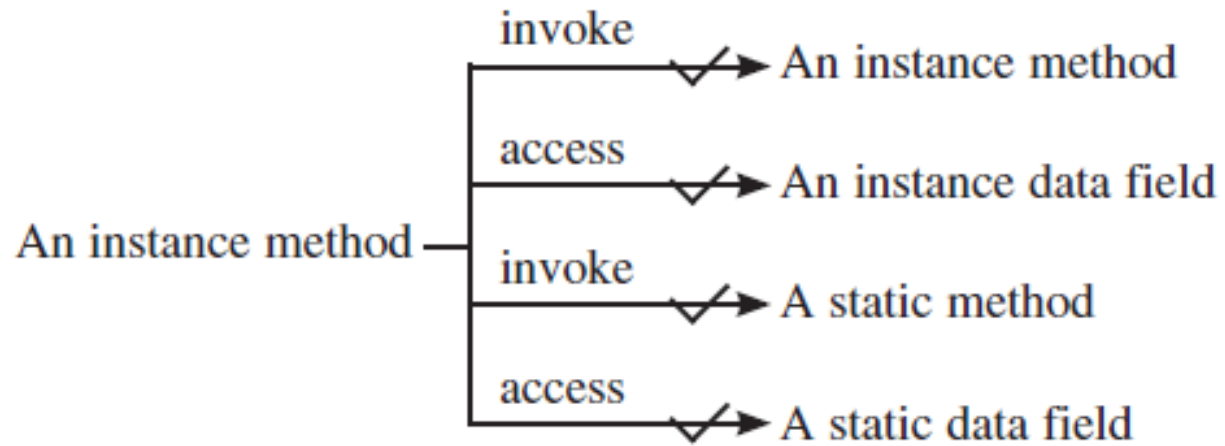 invoke
An instance method
access
An instance data field
An instance method
invoke
A static method
access
A static data field